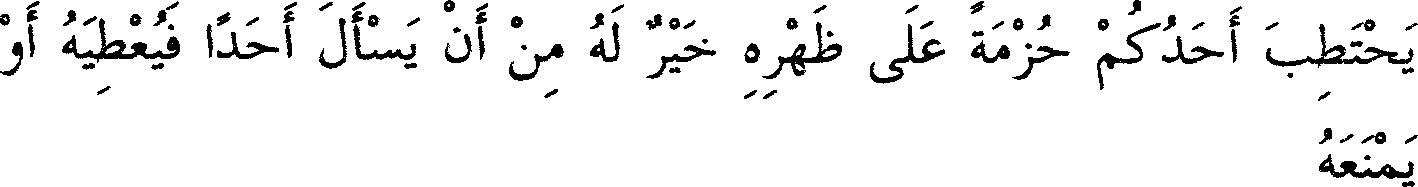 يَحْتَطِبَ أَحَدُكُمْ حُزْمَةً عَلَى ظَهْرِهِ خَيْرٌ لَهُ مِنْ أَنْ يَسْأَلَ أَحَدًا فَيُعْطِيَهُ أَوْ
يَمْنَعَهُ